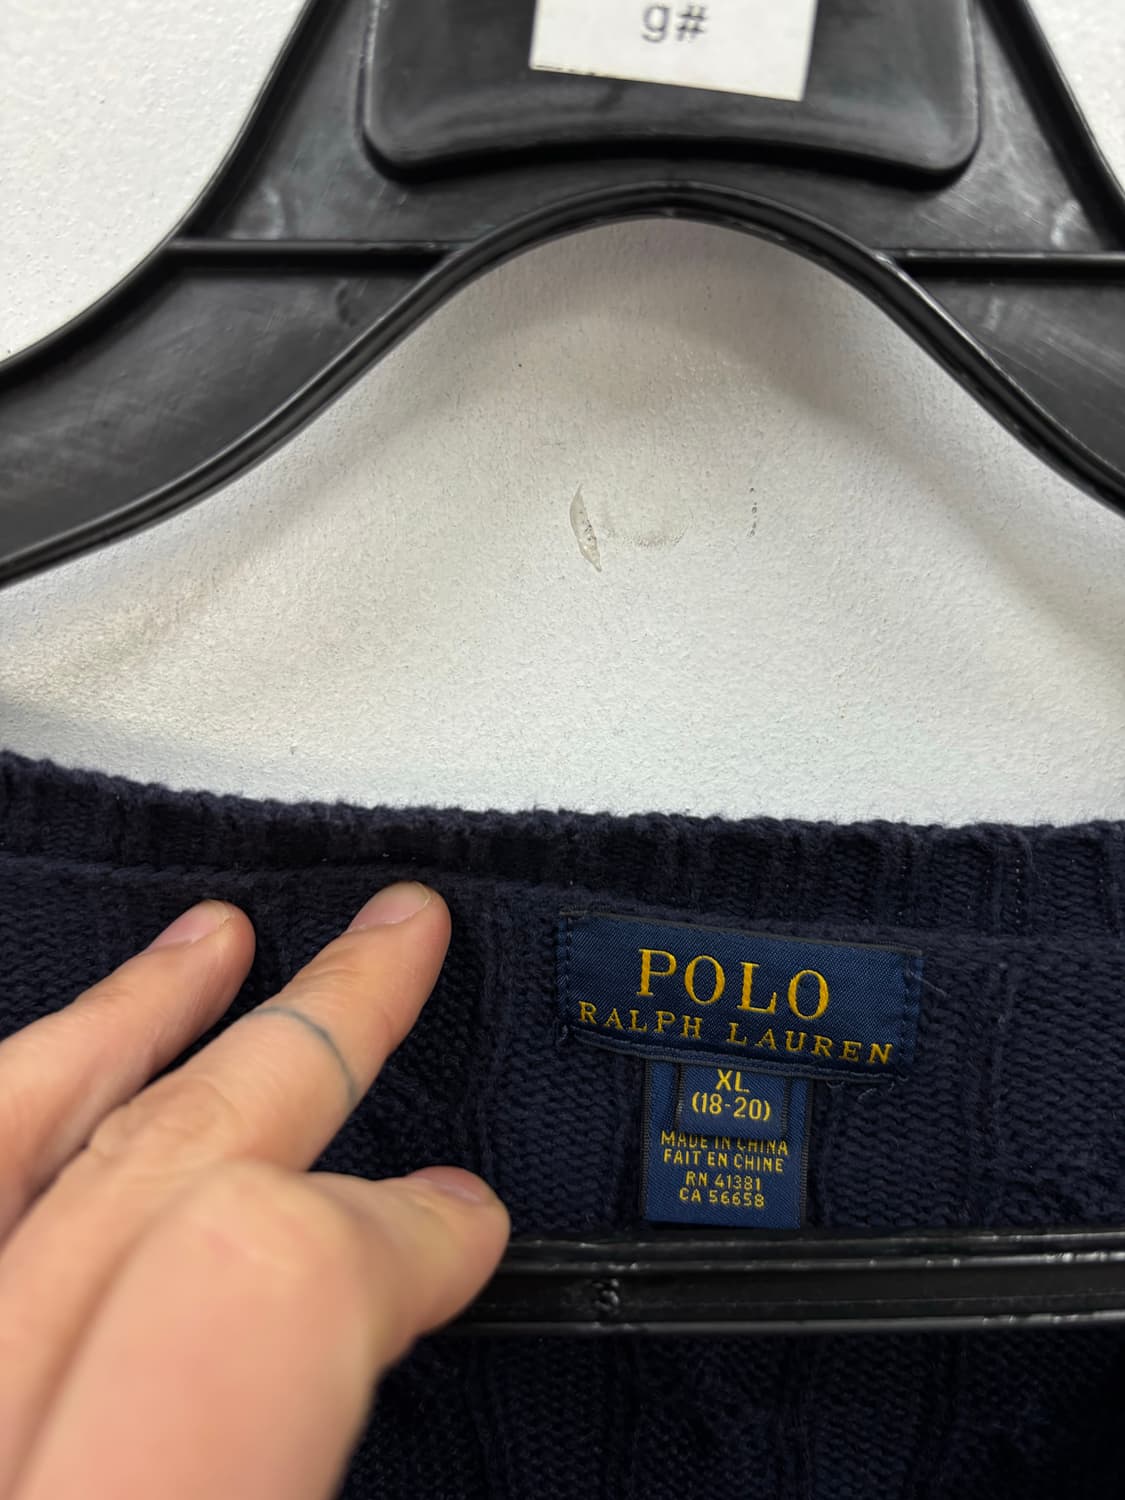 g#
POLO
RALPH LAUREN
XL
(18-20)
MADE IN CHINA
FAIT EN CHINE
RN 41381
CA 56658